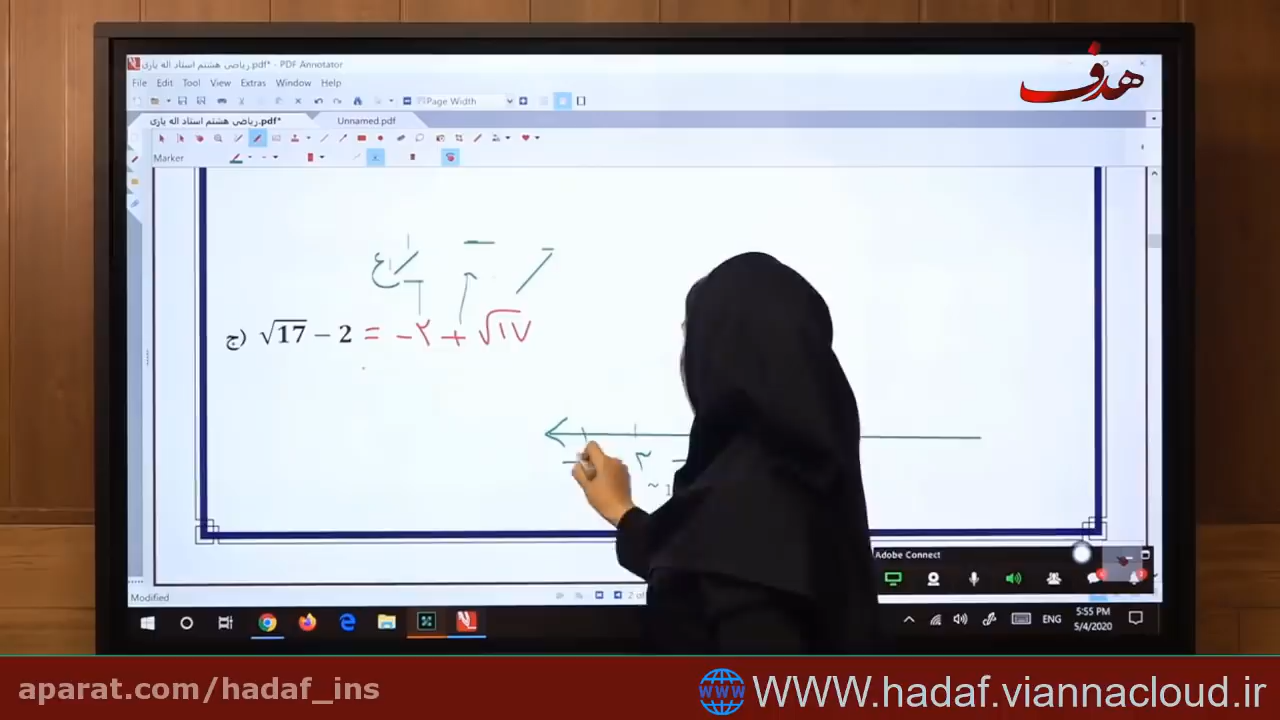 ریاضی هشتم استاد اله یاری.pdf* - PDF Annotator
هدف
File Edit Tool View Extras Window Help
Page Width
ریاضی هشتم استاد اله یاری.pdf* Unnamed.pdf
Marker
ج) √17 − 2 = −۲ + √۱۷
Adobe Connect
Modified
2 of
ENG
5:55 PM
5/4/2020
aparat.com/hadaf_ins
WWW.hadaf.viannacloud.ir